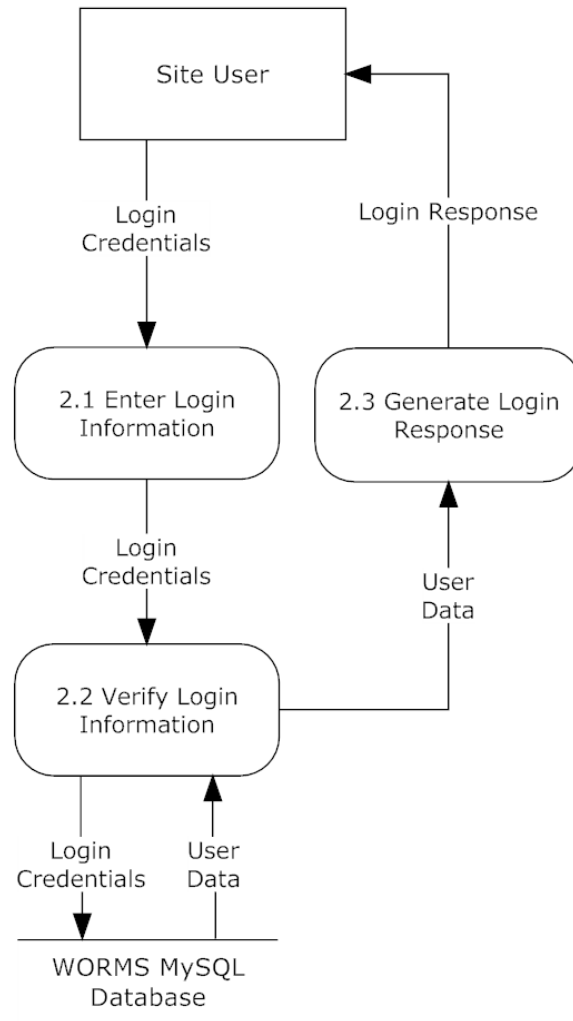 Site User
Login
Credentials
Login Response
2.1 Enter Login
Information
2.3 Generate Login
Response
Login
Credentials
User
Data
2.2 Verify Login
Information
Login
Credentials
User
Data
WORMS MySQL
Database